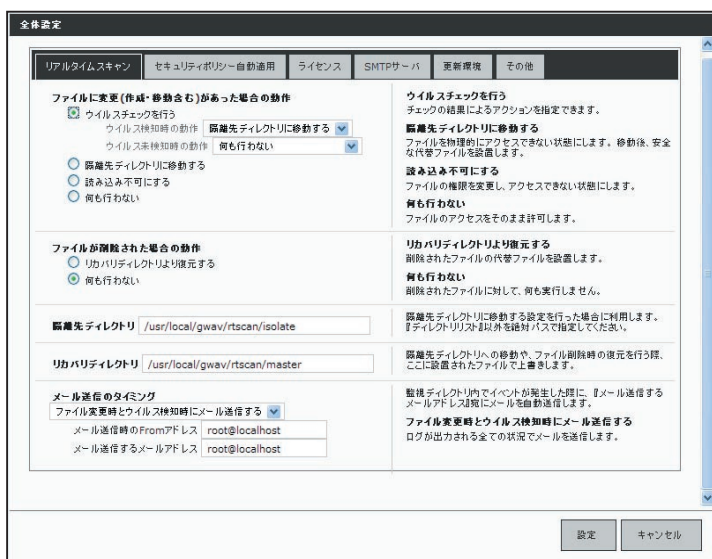 全体設定
リアルタイムスキャン セキュリティポリシー自動適用 ライセンス SMTPサーバ 更新環境 その他
ファイルに変更(作成・移動含む)があった場合の動作
ウイルスチェックを行う
ウイルス検知時の動作 隔離先ディレクトリに移動する
ウイルス未検知時の動作 何も行わない
隔離先ディレクトリに移動する
読み込み不可にする
何も行わない
ウイルスチェックを行う
チェックの結果によるアクションを指定できます。
隔離先ディレクトリに移動する
ファイルを物理的にアクセスできない状態にします。移動後、安全
な代替ファイルを設置します。
読み込み不可にする
ファイルの権限を変更し、アクセスできない状態にします。
何も行わない
ファイルのアクセスをそのまま許可します。
ファイルが削除された場合の動作
リカバリディレクトリより復元する
何も行わない
リカバリディレクトリより復元する
削除されたファイルの代替ファイルを設置します。
何も行わない
削除されたファイルに対して、何も実行しません。
隔離先ディレクトリ /usr/local/gwav/rtscan/isolate
隔離先ディレクトリに移動する設定を行った場合に利用します。
『ディレクトリリスト』以外を絶対パスで指定してください。
リカバリディレクトリ /usr/local/gwav/rtscan/master
隔離先ディレクトリへの移動や、ファイル削除時の復元を行う際、
ここに設置されたファイルで上書きします。
メール送信のタイミング
ファイル変更時とウイルス検知時にメール送信する
メール送信時のFromアドレス root@localhost
メール送信するメールアドレス root@localhost
監視ディレクトリ内でイベントが発生した際に、『メール送信する
メールアドレス』宛にメールを自動送信します。
ファイル変更時とウイルス検知時にメール送信する
ログが出力される全ての状況でメールを送信します。
設定 キャンセル